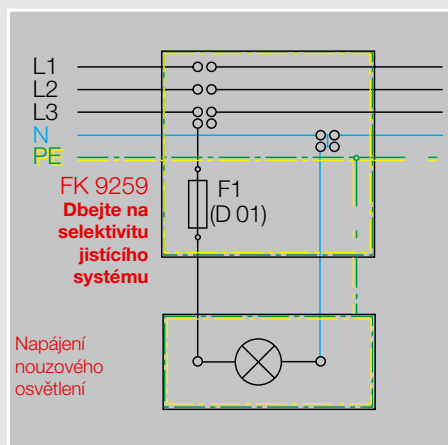 L1
L2
L3
N
PE
FK 9259
Dbejte na
selektivitu
jistícího
systému
F1
(D 01)
Napájení
nouzového
osvětlení